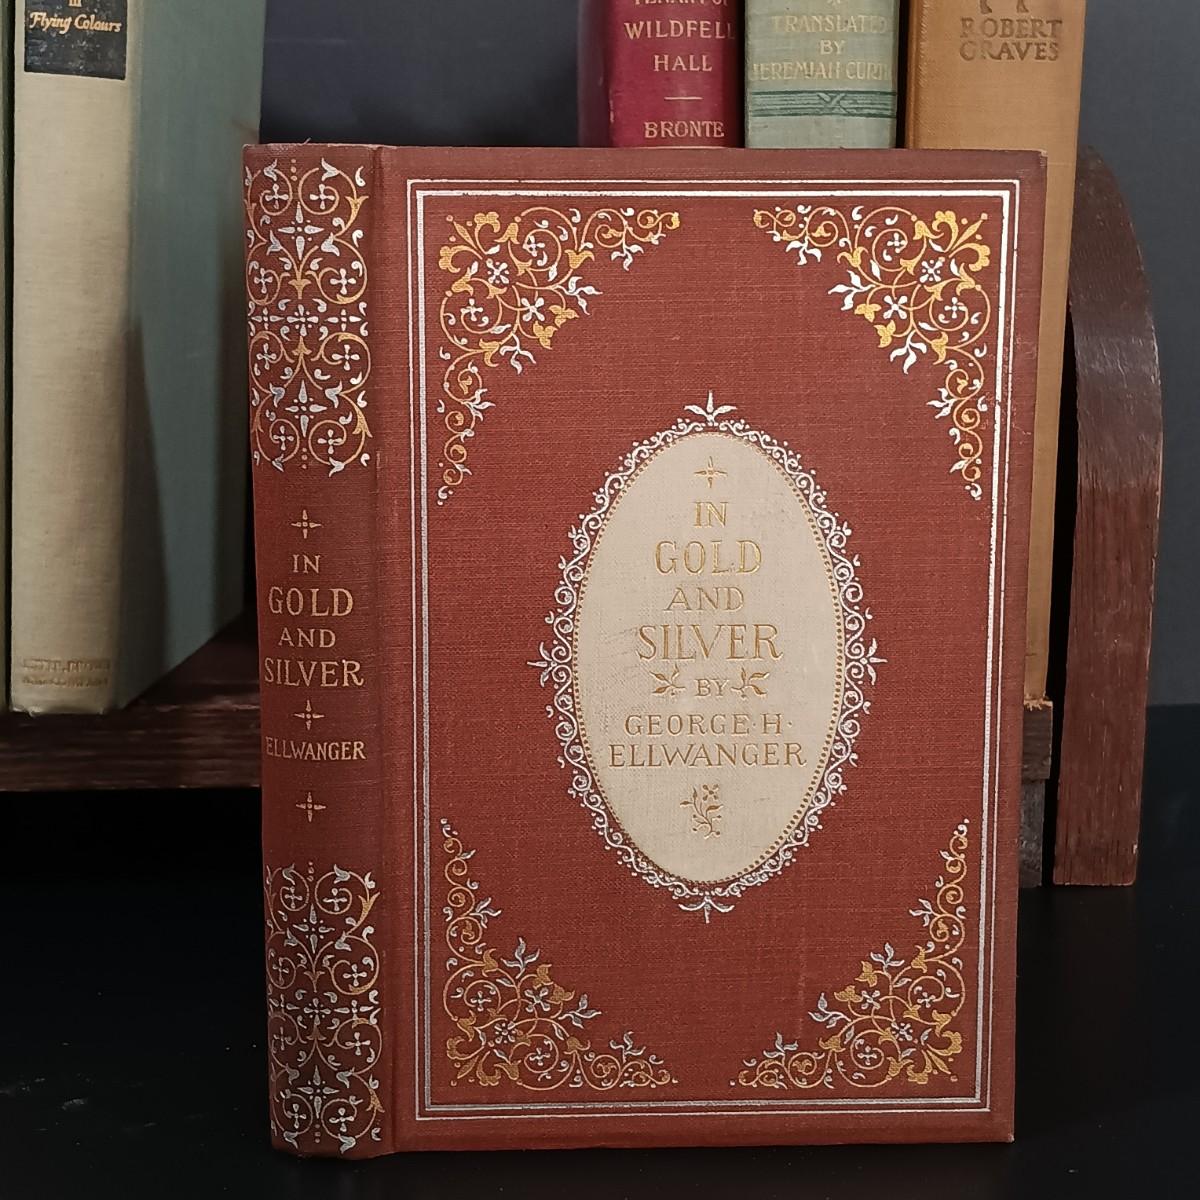 in
Flying Colours
WILDFELL
HALL
BRONTE
TRANSLATED
BY
JEREMIAH CURTIN
ROBERT
GRAVES
IN
GOLD
AND
SILVER
ELLWANGER
IN
GOLD
AND
SILVER
BY
GEORGE · H ·
ELLWANGER